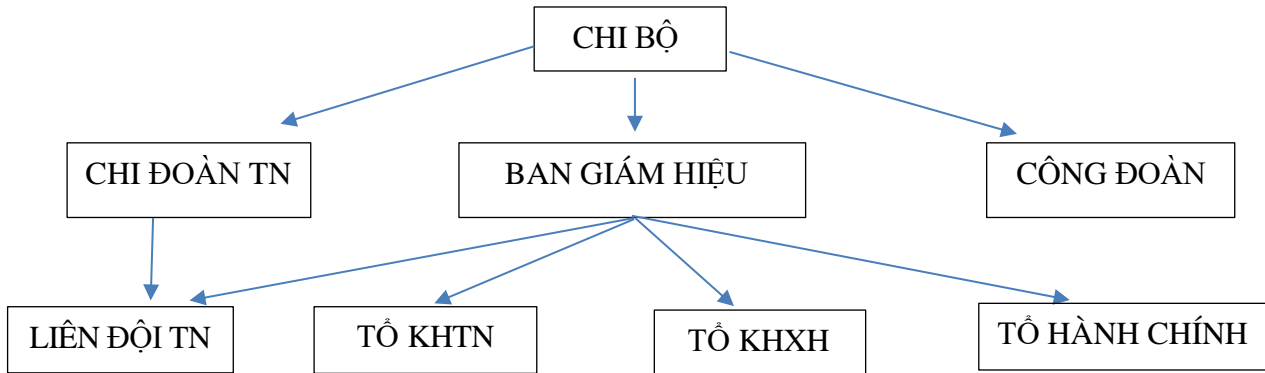 CHI BỘ
CHI ĐOÀN TN
BAN GIÁM HIỆU
CÔNG ĐOÀN
LIÊN ĐỘI TN
TỔ KHTN
TỔ KHXH
TỔ HÀNH CHÍNH